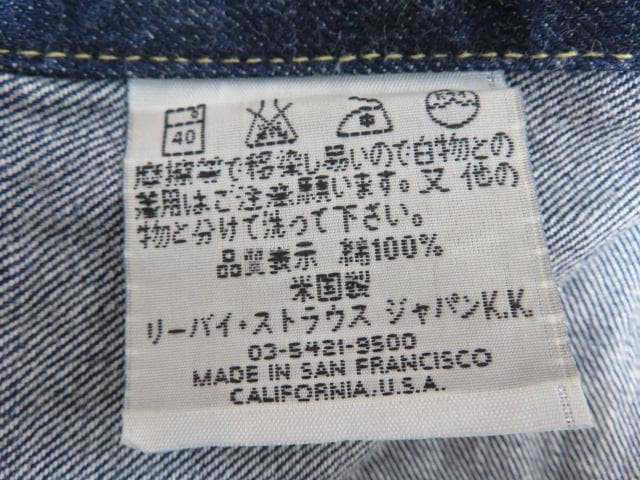 40
摩擦等で移染し易いので白物との
着用はご注意願います。又 他の
物と分けて洗って下さい。
品質表示 綿100%
米国製
リーバイ・ストラウス ジャパンK.K.
03-5421-9500
MADE IN SAN FRANCISCO
CALIFORNIA.U.S.A.